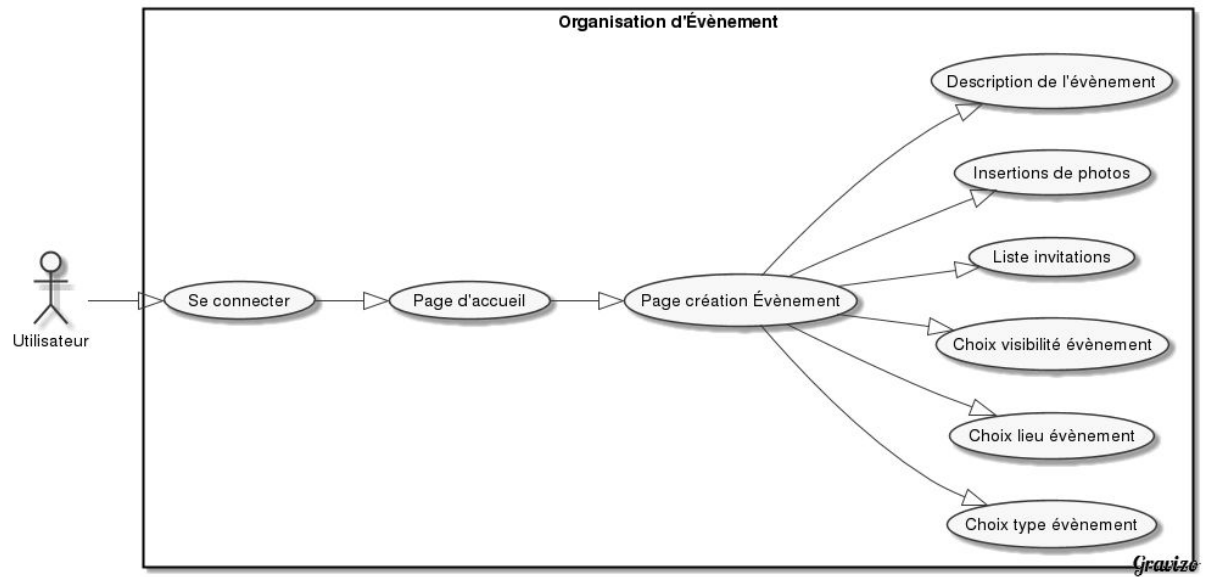 Organisation d'Évènement
Description de l'évènement
Insertions de photos
Liste invitations
Utilisateur
Se connecter
Page d'accueil
Page création Évènement
Choix visibilité évènement
Choix lieu évènement
Choix type évènement
Gravizo